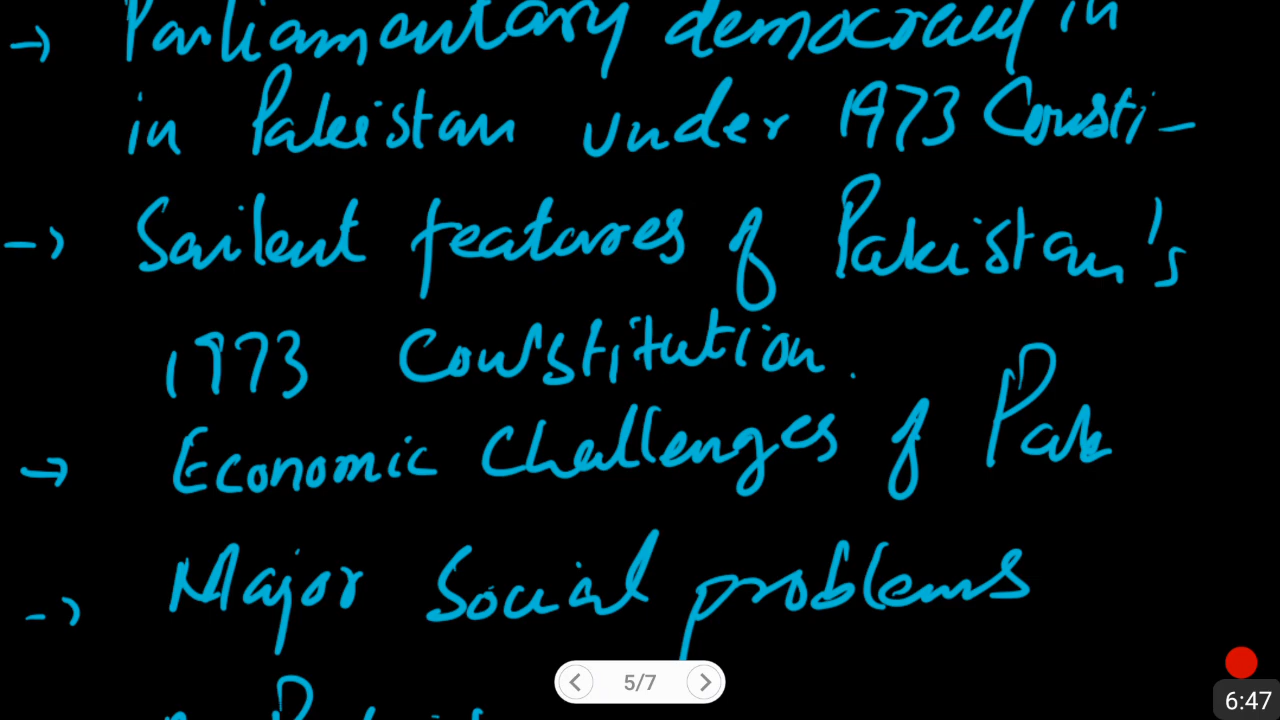 → Parliamentary democracy in
in Pakistan under 1973 Consti-
→ Sailent features of Pakistan's
1973 Constitution.
→ Economic Challenges of Pak
→ Major Social problems
5/7
6:47